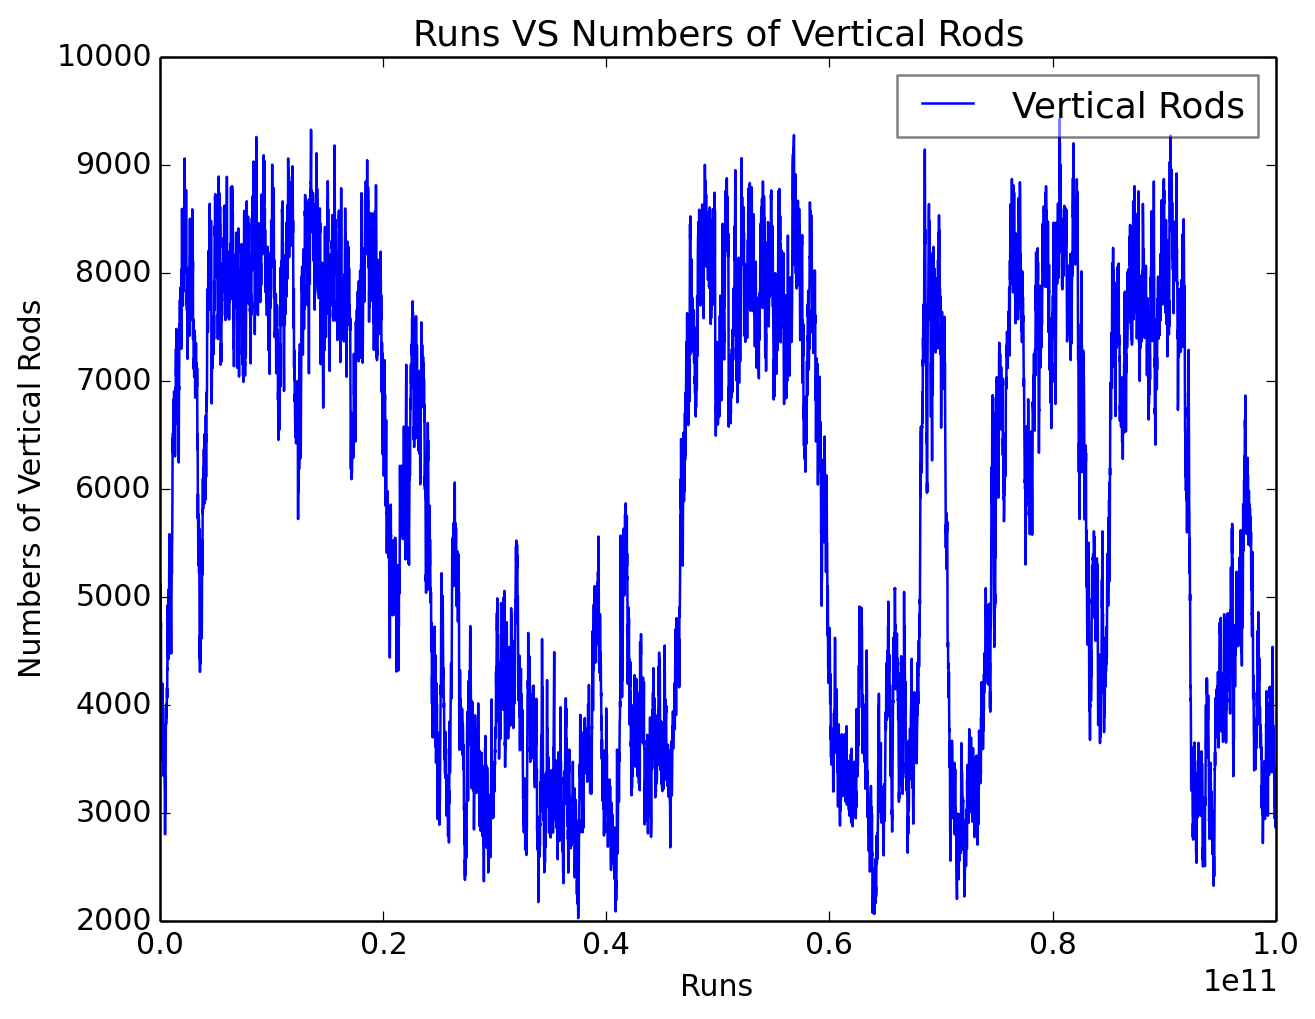 Runs VS Numbers of Vertical Rods
Vertical Rods
Numbers of Vertical Rods
10000
9000
8000
7000
6000
5000
4000
3000
2000
0.0 0.2 0.4 0.6 0.8 1.0
1e11
Runs